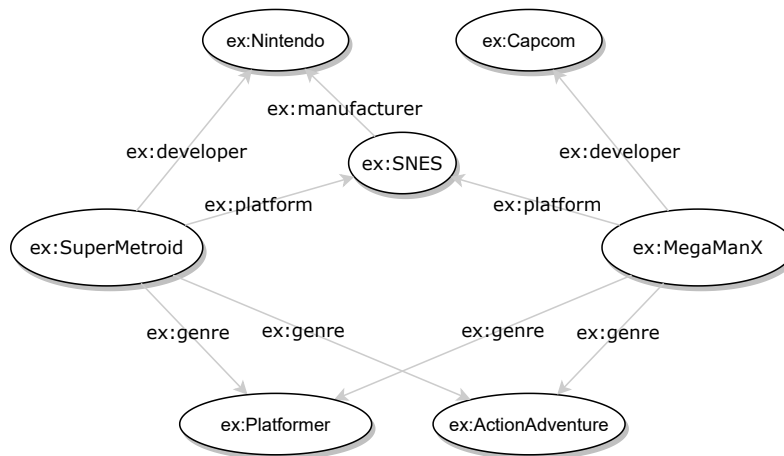 ex:Nintendo
ex:Capcom
ex:manufacturer
ex:developer
ex:SNES
ex:developer
ex:platform
ex:platform
ex:SuperMetroid
ex:MegaManX
ex:genre
ex:genre
ex:genre
ex:genre
ex:Platformer
ex:ActionAdventure